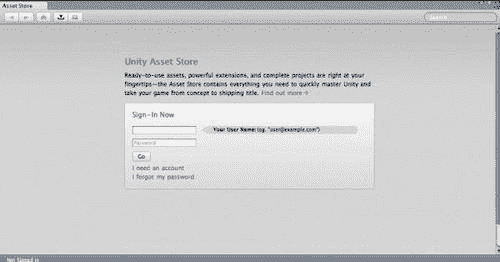 Asset Store
Search
Unity Asset Store
Ready-to-use assets, powerful extensions, and complete projects are right at your
fingertips—the Asset Store contains everything you need to quickly master Unity and
take your game from concept to shipping title. Find out more
Sign-In Now
Your User Name: (eg. "user@example.com")
Password
Go
I need an account
I forgot my password
Not Signed in